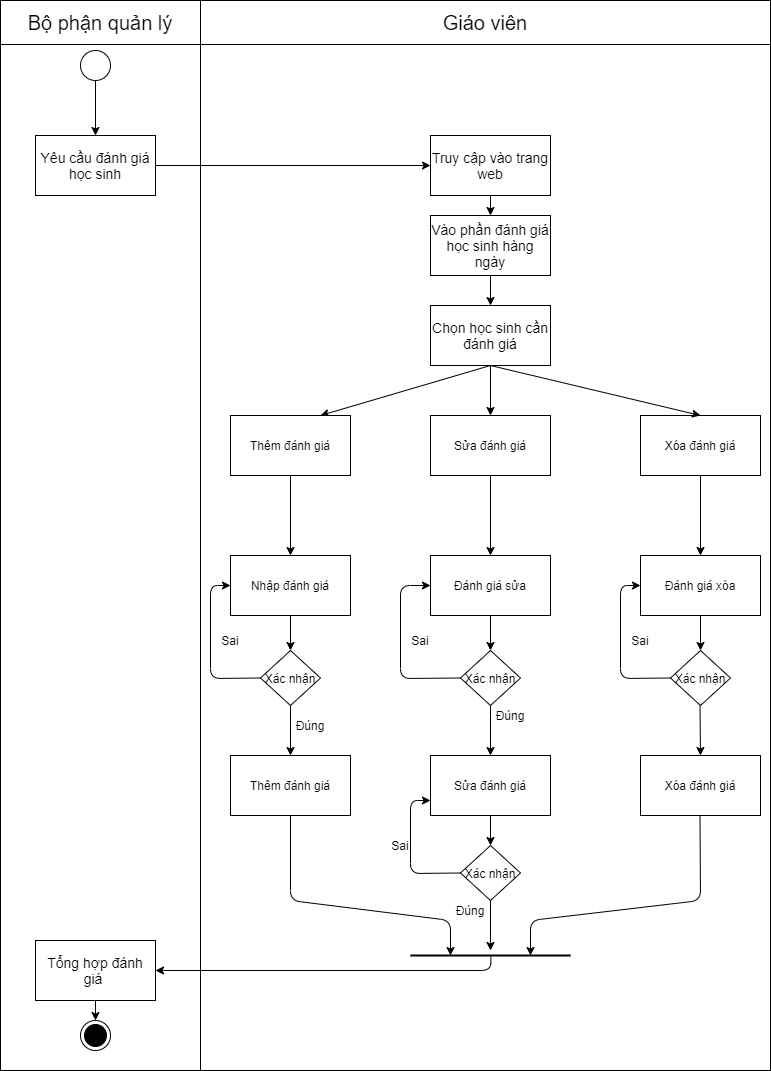 Bộ phận quản lý
Giáo viên
Yêu cầu đánh giá
học sinh
Truy cập vào trang
web
Vào phần đánh giá
học sinh hàng
ngày
Chọn học sinh cần
đánh giá
Thêm đánh giá
Sửa đánh giá
Xóa đánh giá
Nhập đánh giá
Đánh giá sửa
Đánh giá xóa
Sai
Sai
Sai
Xác nhận
Xác nhận
Xác nhận
Đúng
Đúng
Thêm đánh giá
Sửa đánh giá
Xóa đánh giá
Sai
Xác nhận
Đúng
Tổng hợp đánh
giá